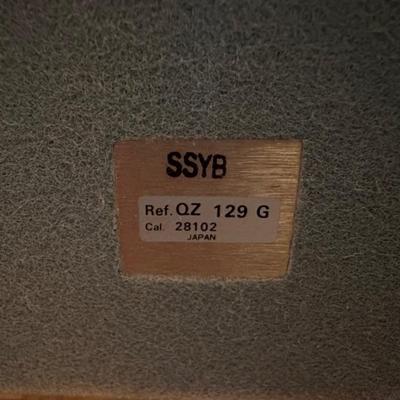 SSYB
Ref. QZ 129 G
Cal. 28102
JAPAN